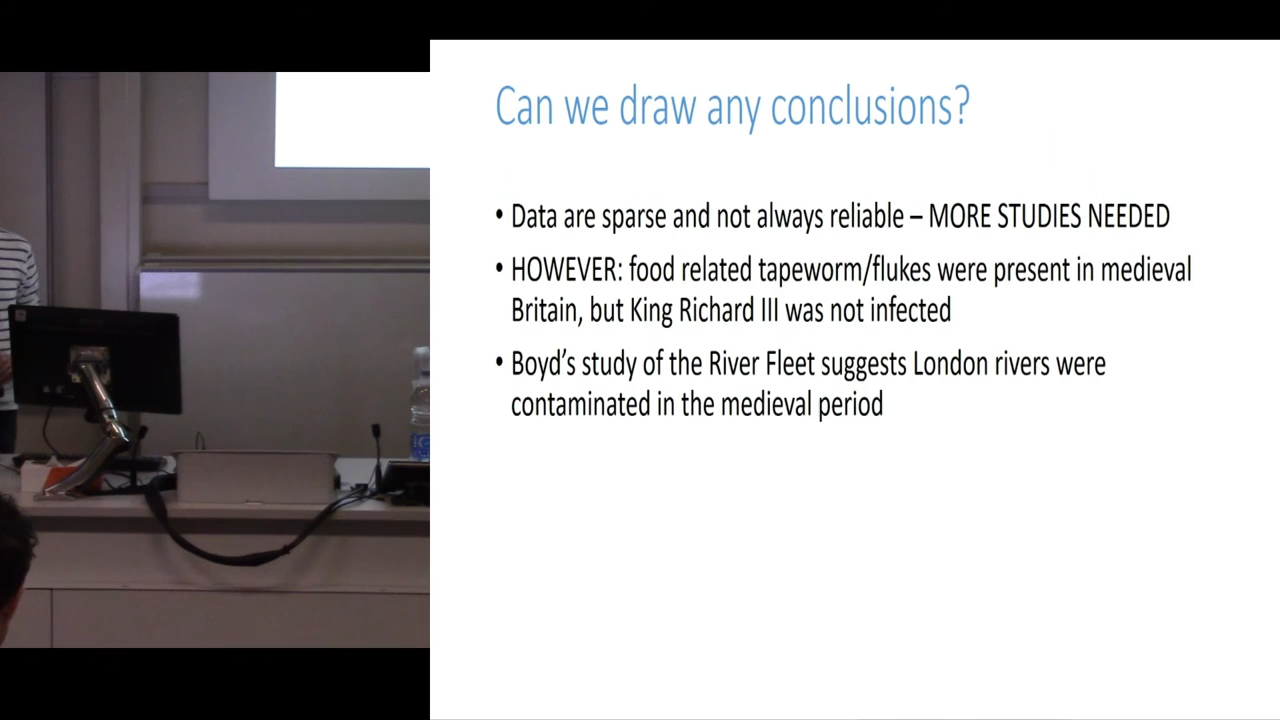 Can we draw any conclusions?
• Data are sparse and not always reliable – MORE STUDIES NEEDED
• HOWEVER: food related tapeworm/flukes were present in medieval
Britain, but King Richard III was not infected
• Boyd's study of the River Fleet suggests London rivers were
contaminated in the medieval period